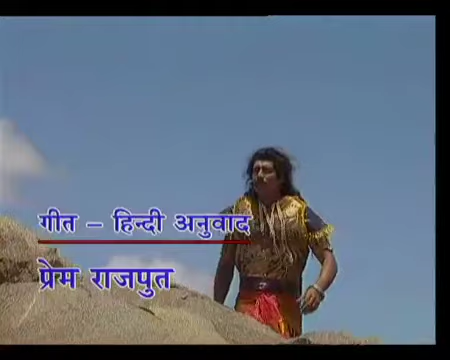 गीत – हिन्दी अनुवाद
प्रेम राजपुत